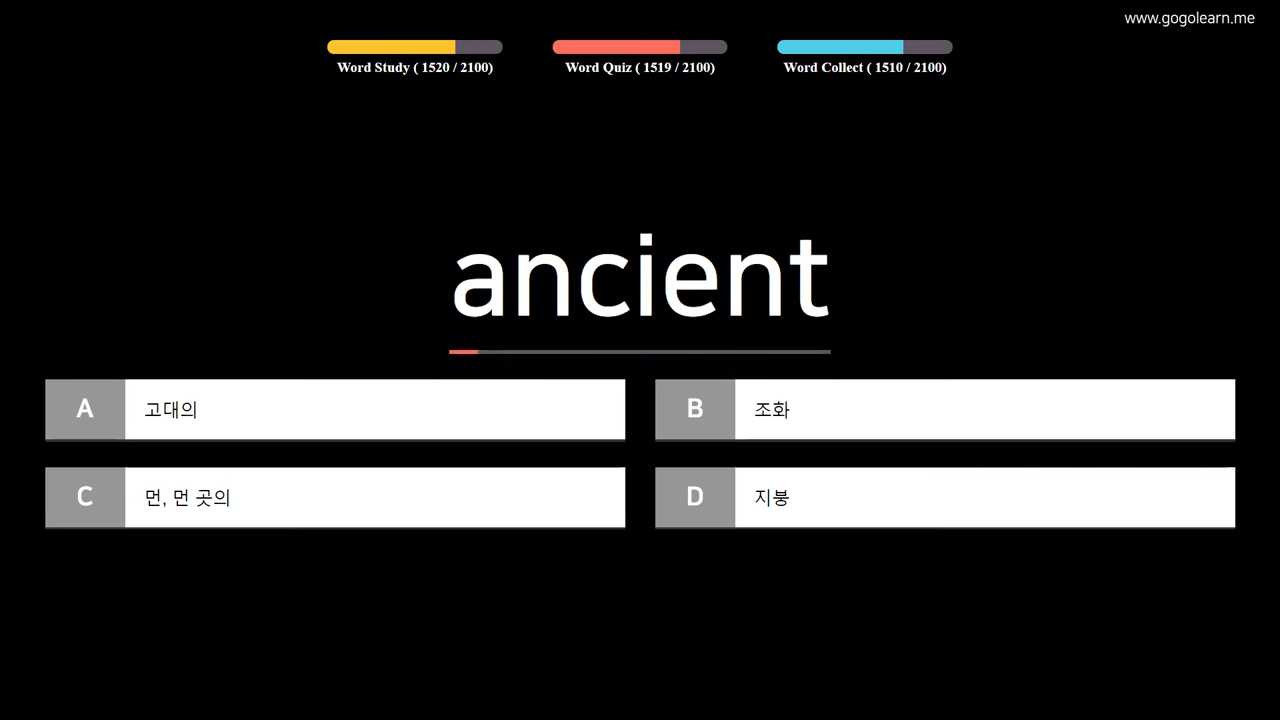 www.gogolearn.me
Word Study ( 1520 / 2100)
Word Quiz ( 1519 / 2100)
Word Collect ( 1510 / 2100)
ancient
A 고대의
B 조화
C 먼, 먼 곳의
D 지붕